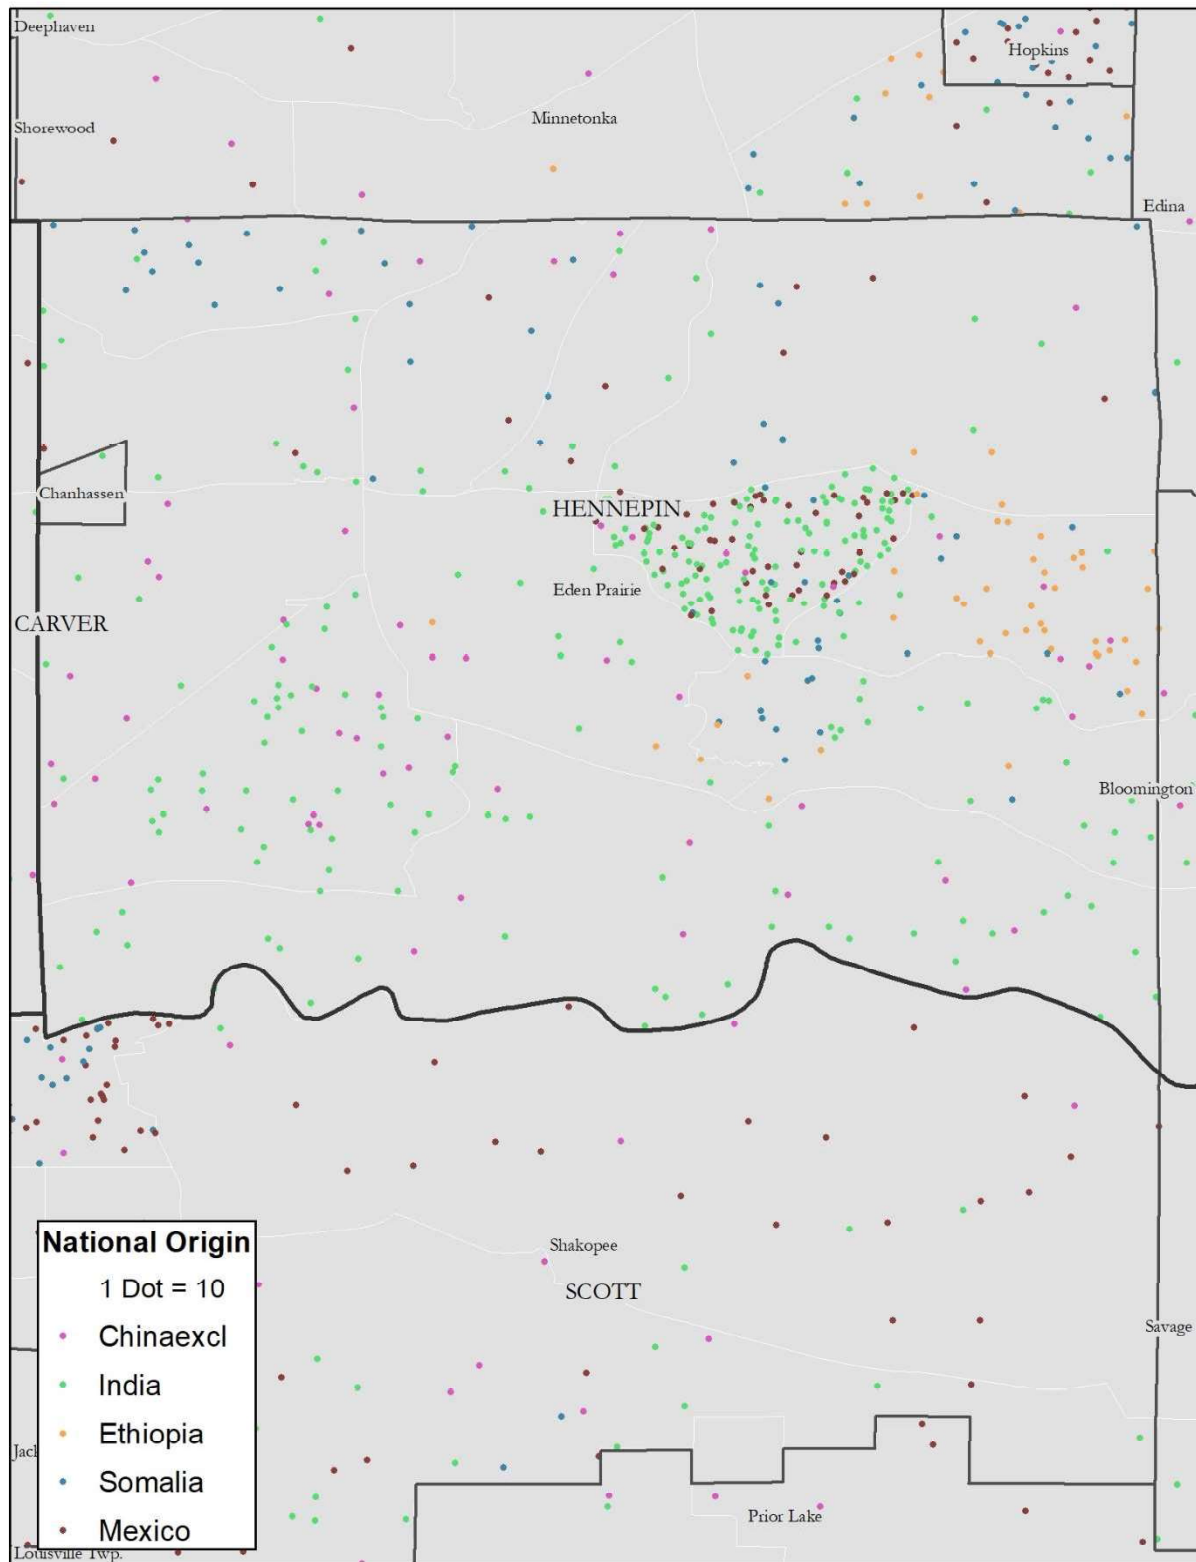 Deephaven
Hopkins
Minnetonka
Shorewood
Edina
Chanhassen
HENNEPIN
Eden Prairie
CARVER
Bloomington
Shakopee
SCOTT
Savage
Prior Lake
Jac
Louisville Twp.
National Origin
1 Dot = 10
Chinaexcl
India
Ethiopia
Somalia
Mexico